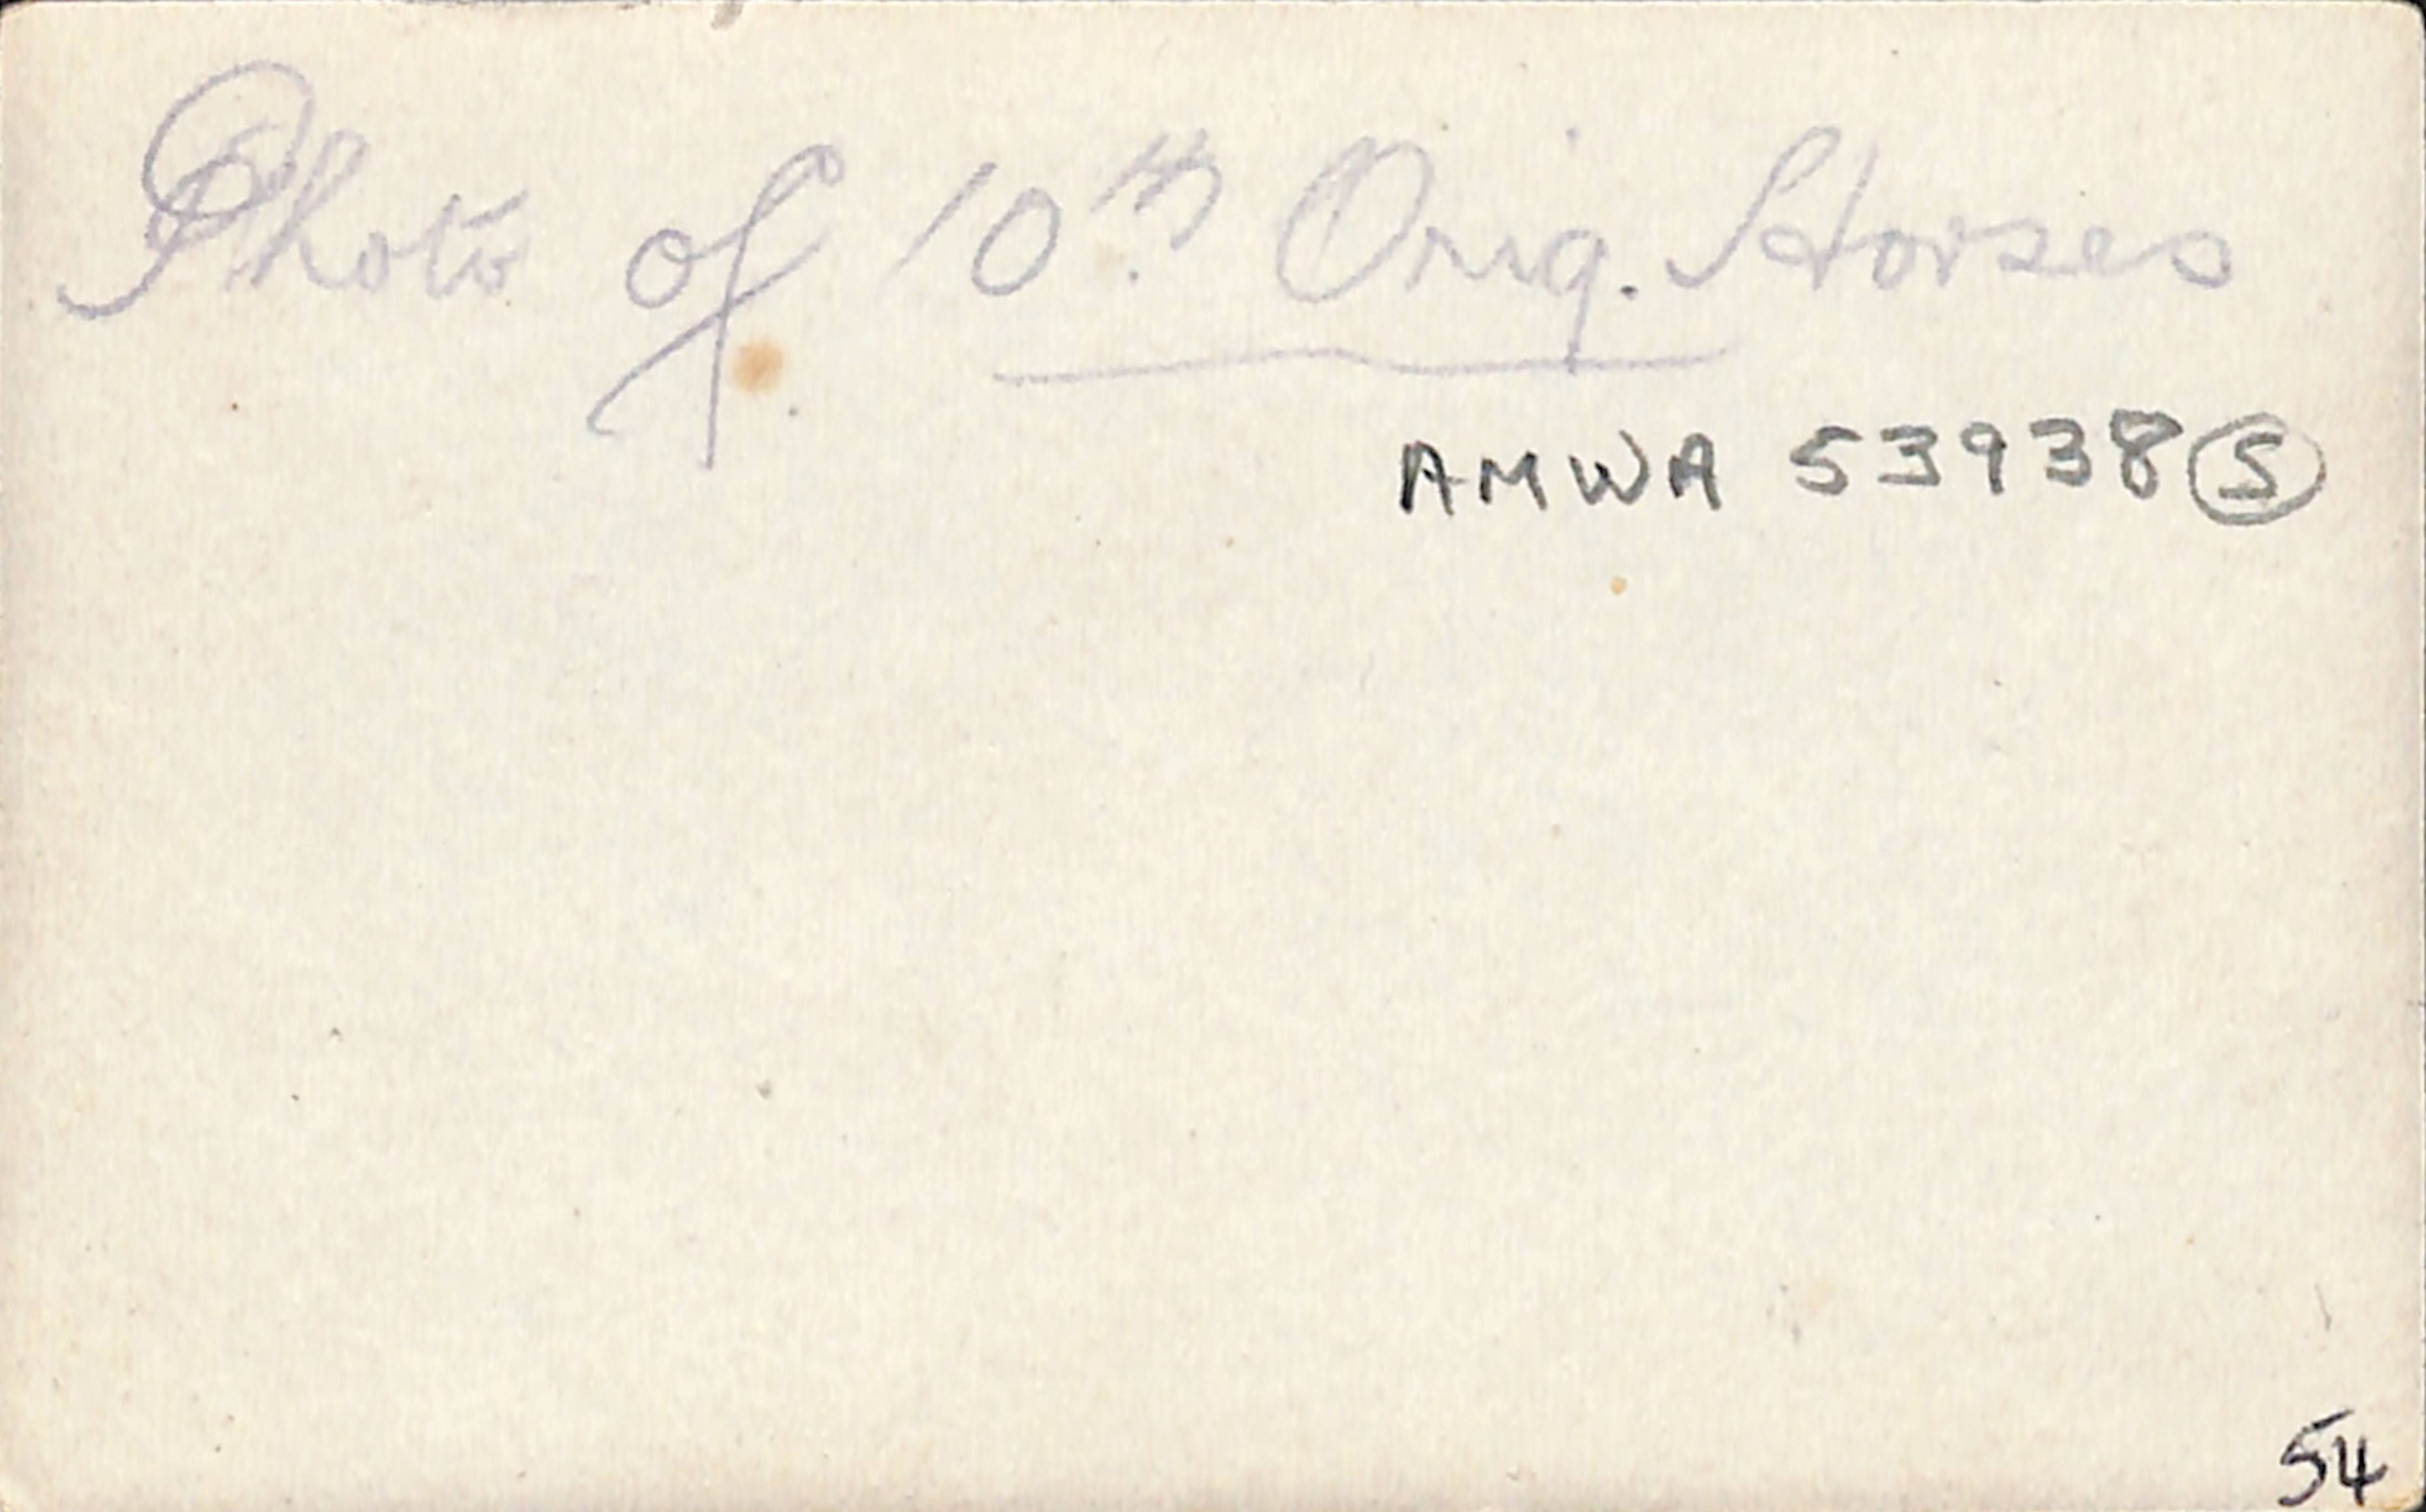 Photo of 10th Orig. Horses
AMWA 53938 S
54